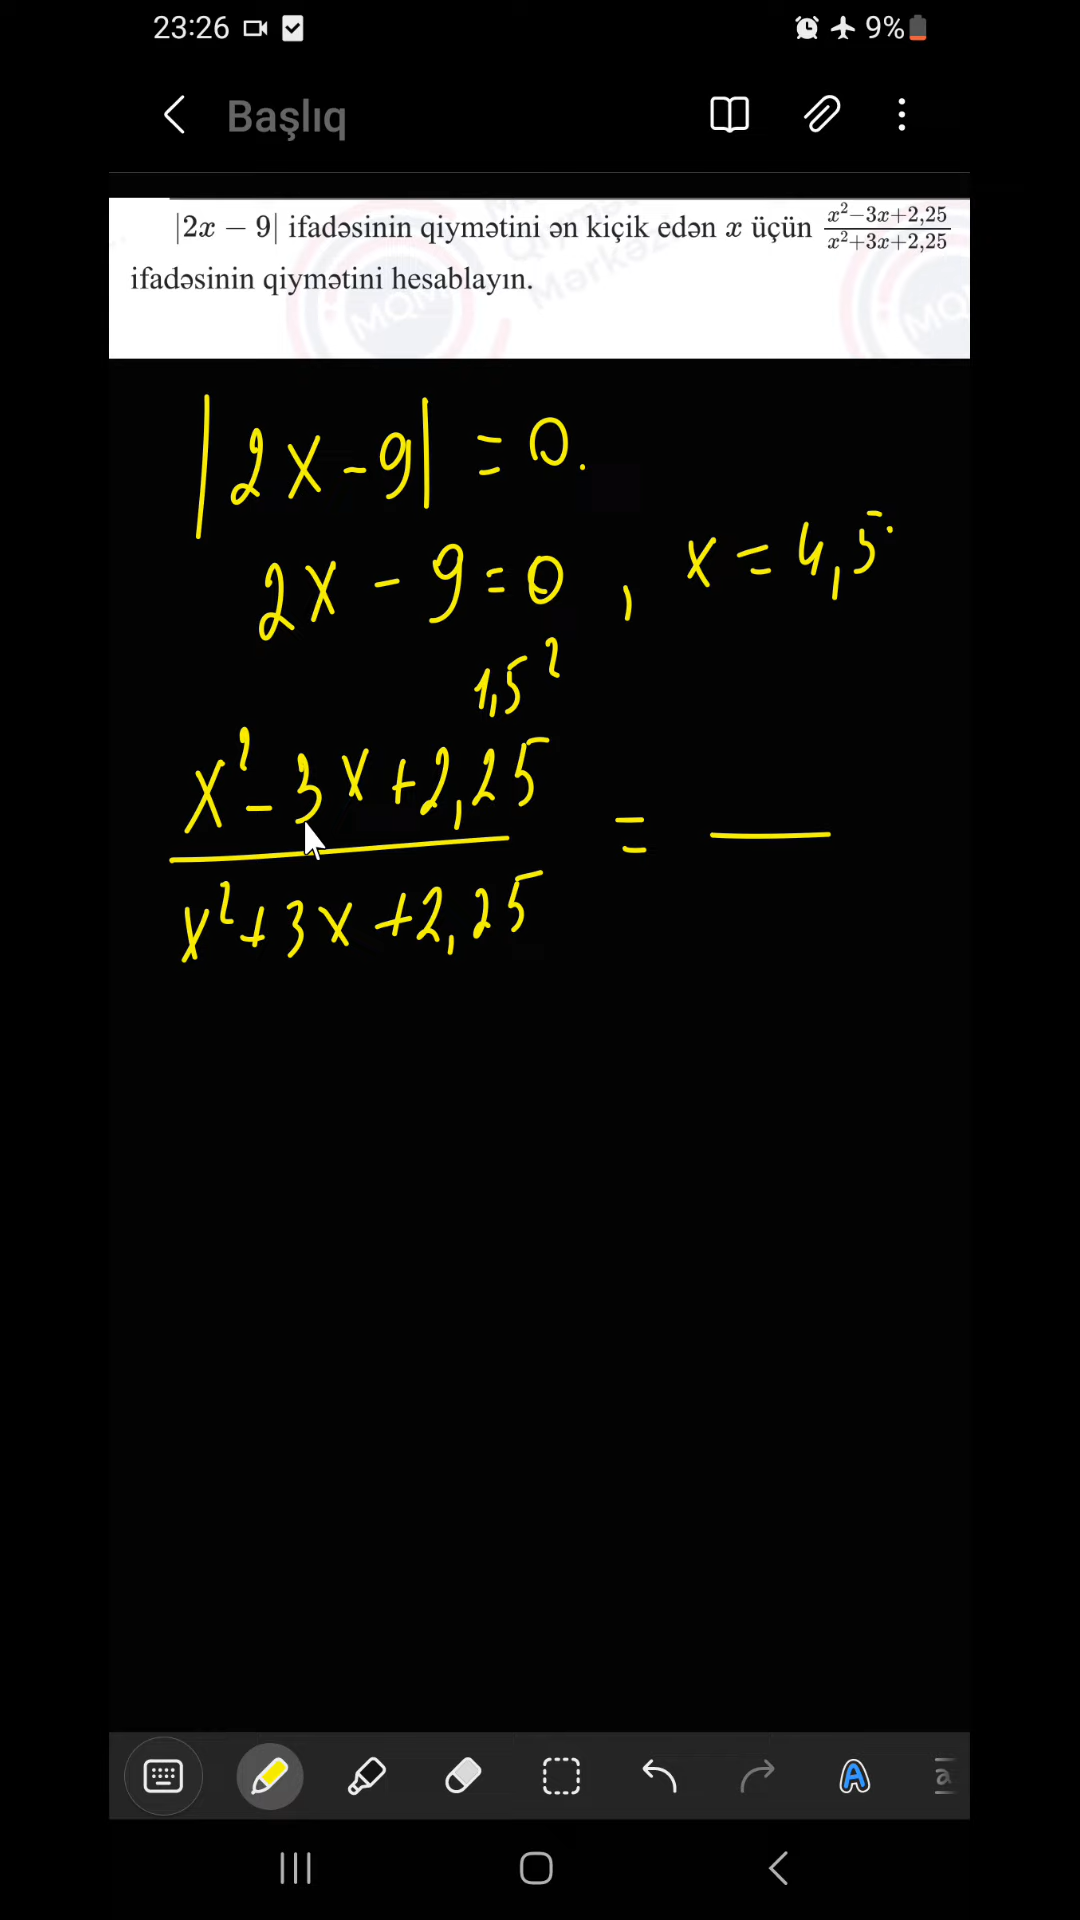 23:26 9%
Başlıq
|2x − 9| ifadəsinin qiymətini ən kiçik edən x üçün (x²−3x+2,25)/(x²+3x+2,25)
ifadəsinin qiymətini hesablayın.
|2x-9| = 0.
2x - 9 = 0 , x = 4,5
1,5²
x² - 3x + 2,25 =
x² + 3x + 2,25